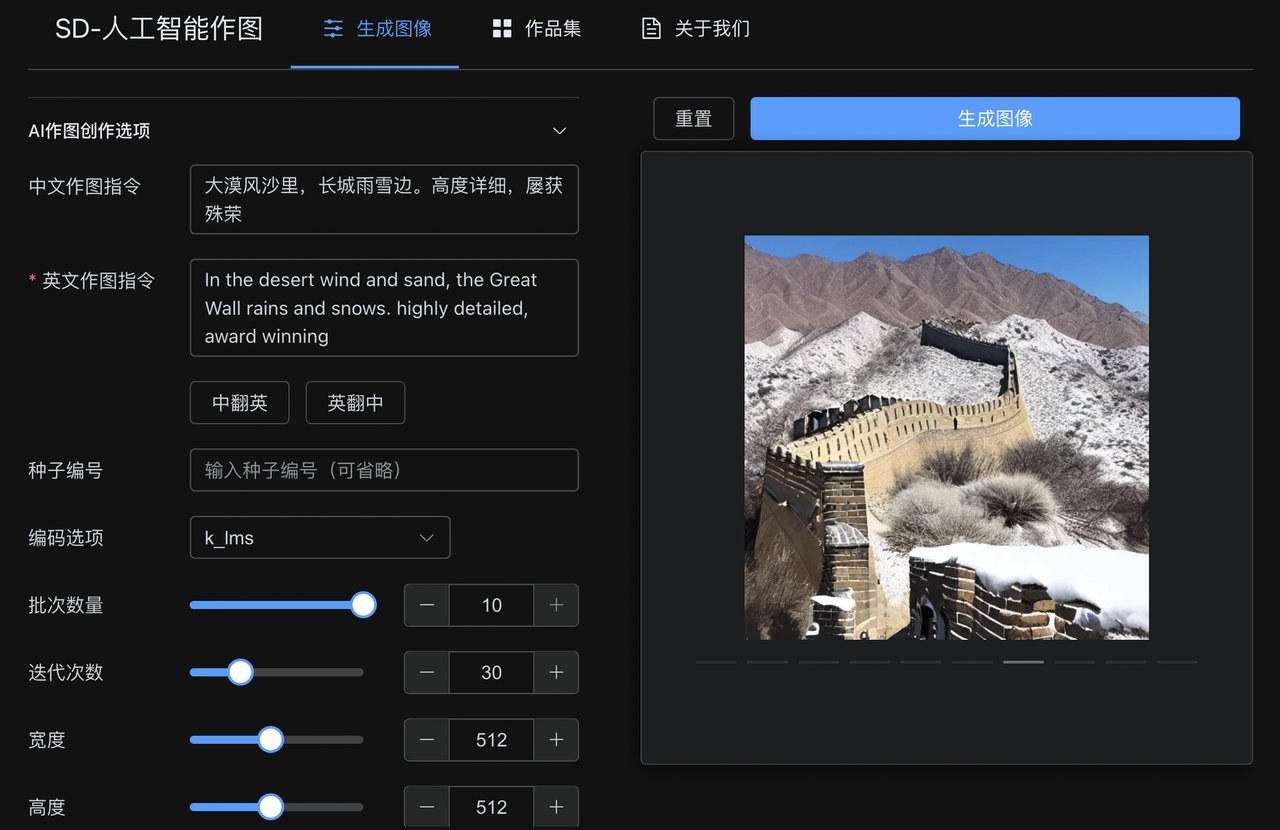 SD-人工智能作图
生成图像
作品集
关于我们
AI作图创作选项
重置
生成图像
中文作图指令
大漠风沙里，长城雨雪边。高度详细，屡获
殊荣
* 英文作图指令
In the desert wind and sand, the Great
Wall rains and snows. highly detailed,
award winning
中翻英
英翻中
种子编号
输入种子编号（可省略）
编码选项
k_lms
批次数量
10
迭代次数
30
宽度
512
高度
512